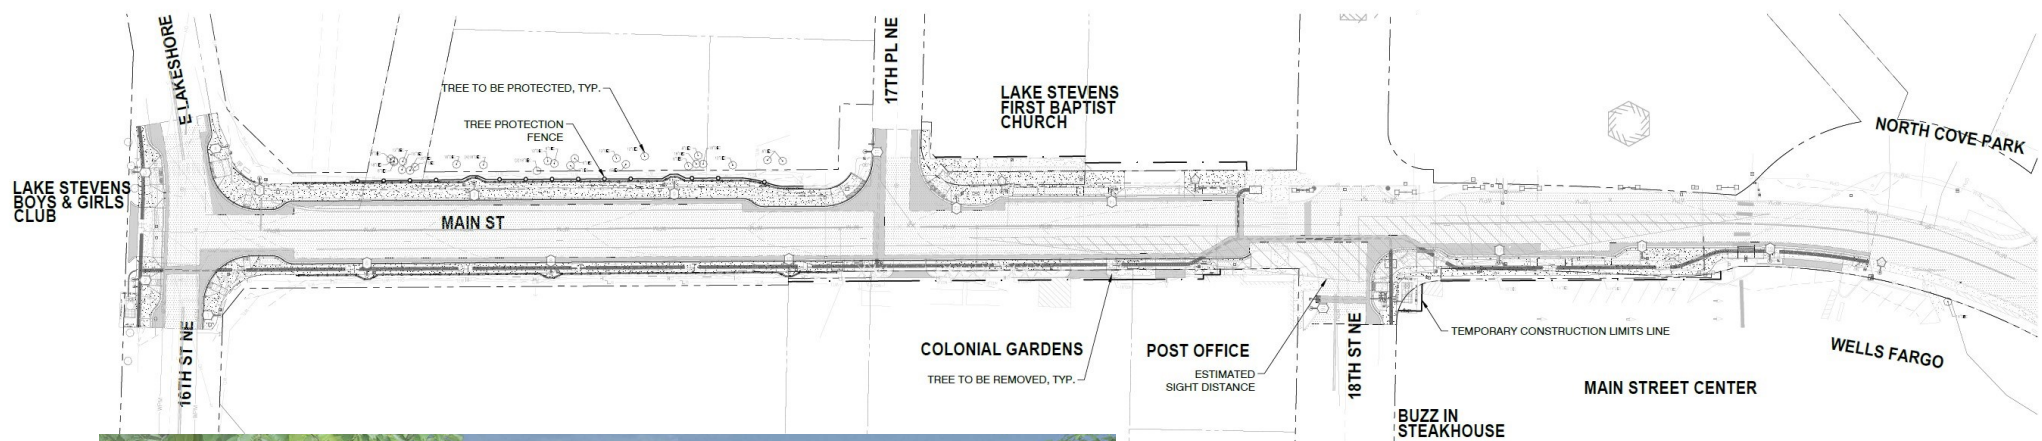 E LAKESHORE
TREE TO BE PROTECTED, TYP.
TREE PROTECTION
FENCE
17TH PL NE
LAKE STEVENS
FIRST BAPTIST
CHURCH
NORTH COVE PARK
LAKE STEVENS
BOYS & GIRLS
CLUB
MAIN ST
16TH ST NE
COLONIAL GARDENS
TREE TO BE REMOVED, TYP.
POST OFFICE
ESTIMATED
SIGHT DISTANCE
18TH ST NE
TEMPORARY CONSTRUCTION LIMITS LINE
WELLS FARGO
MAIN STREET CENTER
BUZZ IN
STEAKHOUSE